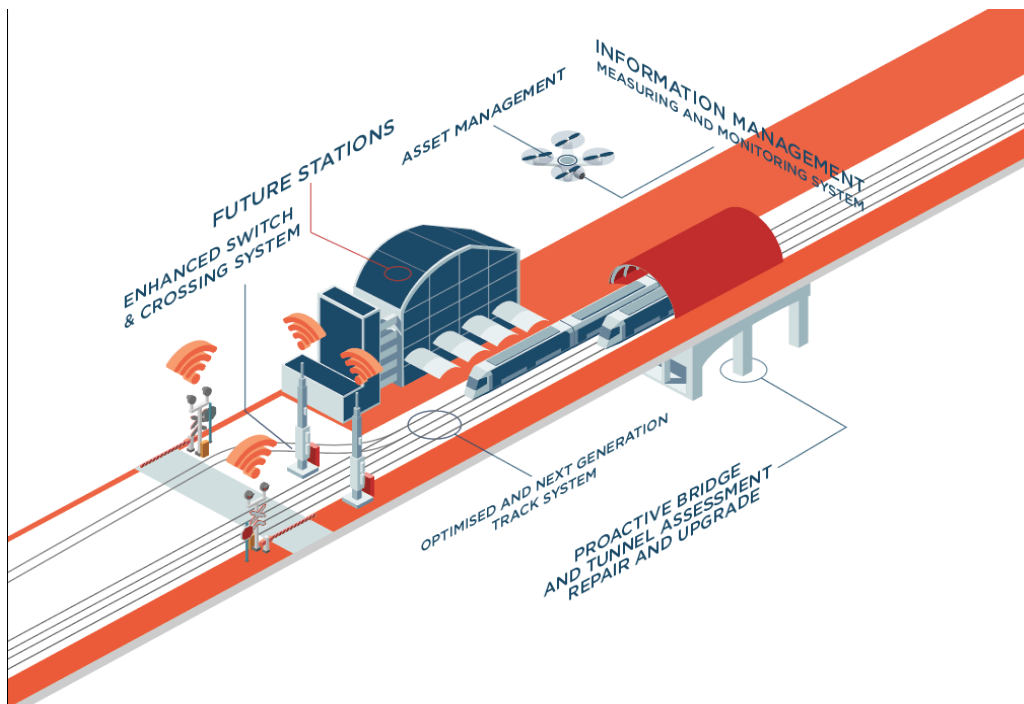 INFORMATION MANAGEMENT
MEASURING AND MONITORING SYSTEM
ASSET MANAGEMENT
FUTURE STATIONS
ENHANCED SWITCH
& CROSSING SYSTEM
OPTIMISED AND NEXT GENERATION
TRACK SYSTEM
PROACTIVE BRIDGE
AND TUNNEL ASSESSMENT
REPAIR AND UPGRADE